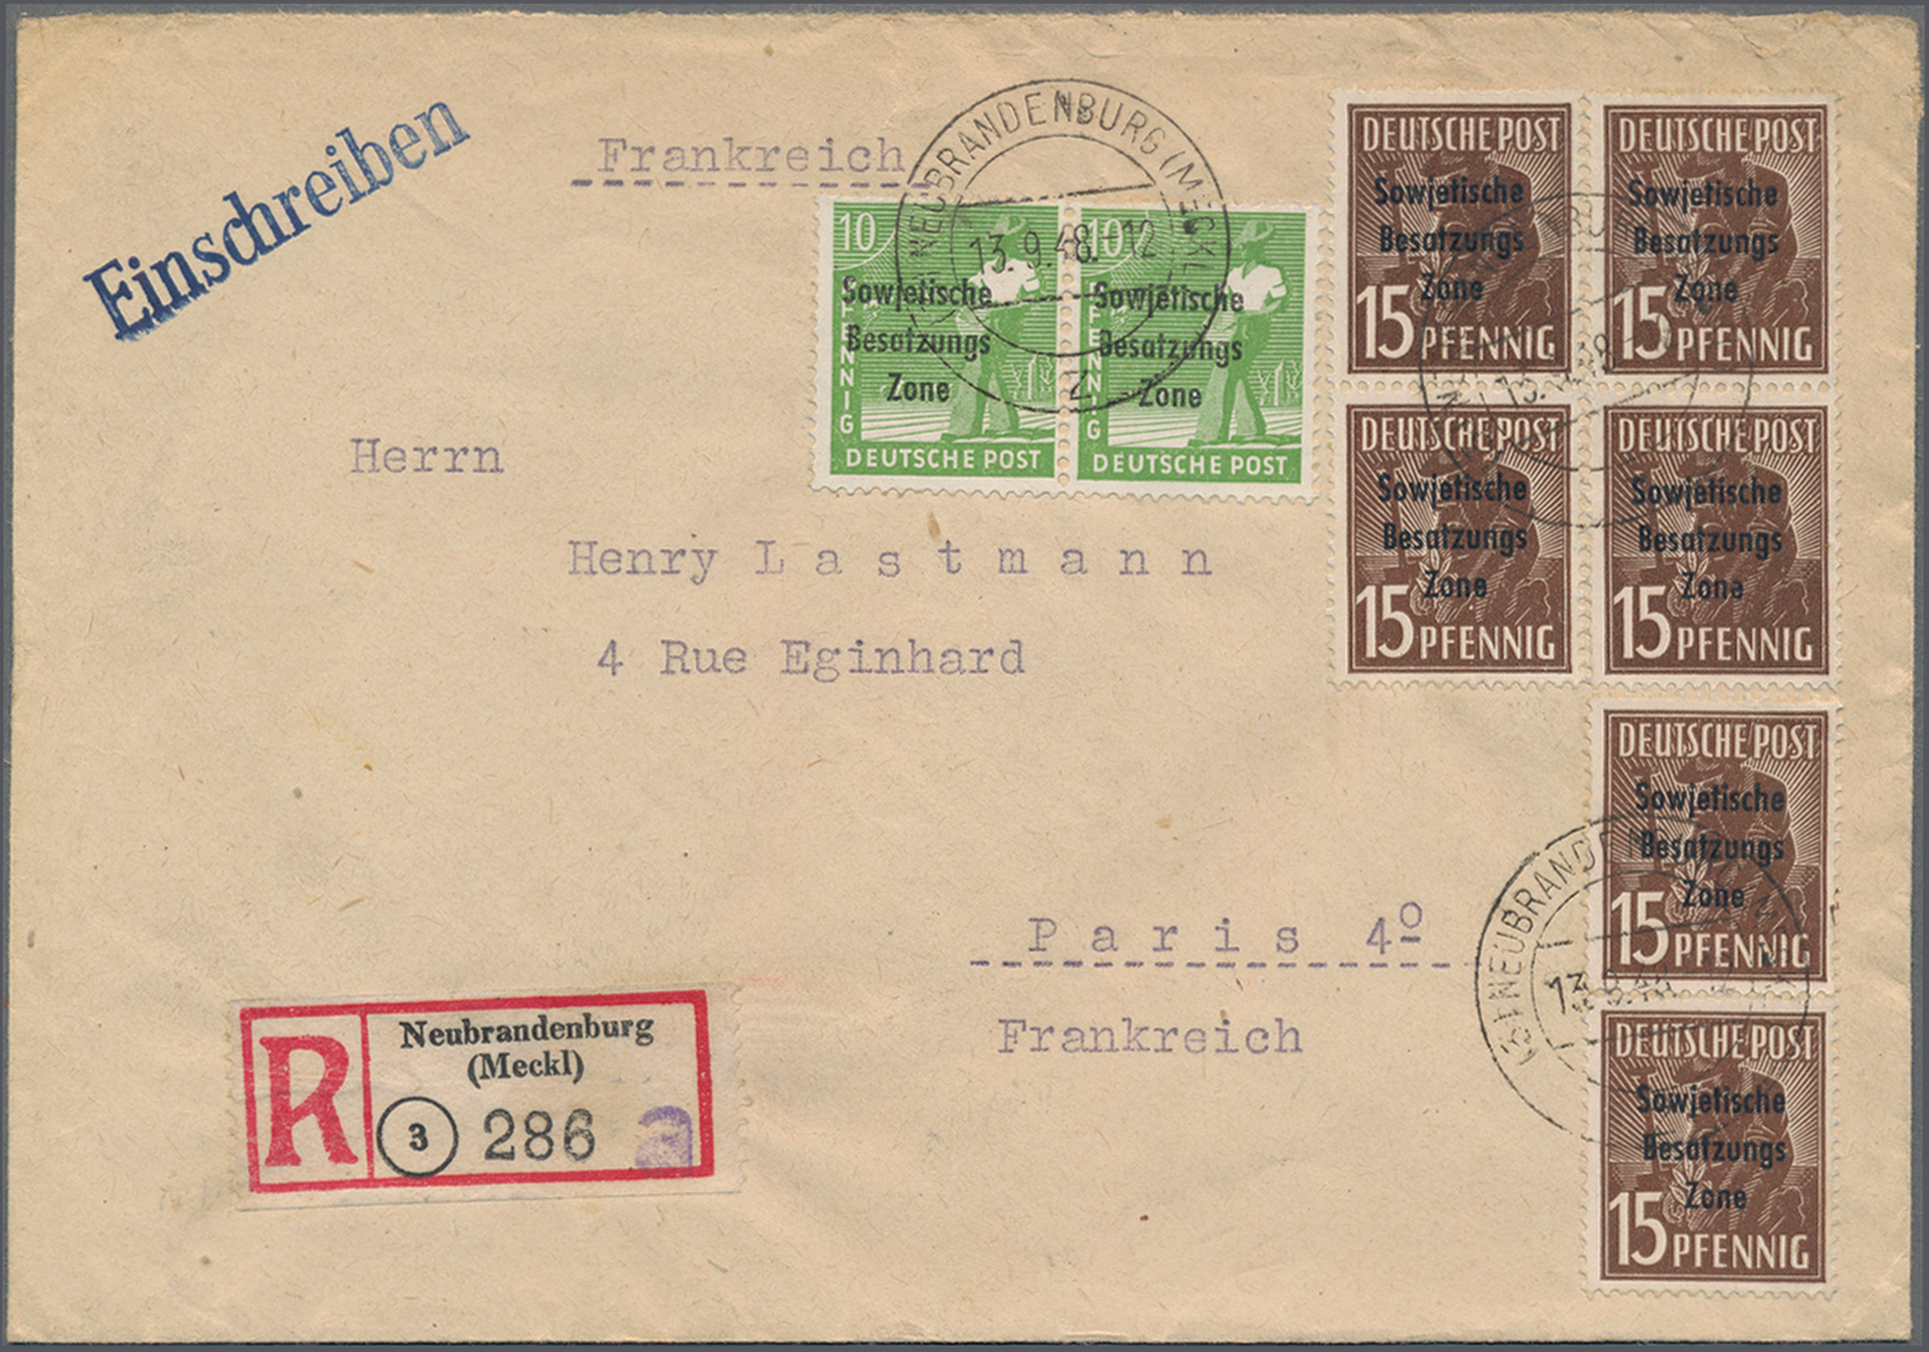 Einschreiben
Frankreich
NEUBRANDENBURG (MECKL)
13.9.48.-12
z
10
PFENNIG
Sowjetische
Besatzungs
Zone
DEUTSCHE POST
10
PFENNIG
Sowjetische
Besatzungs
Zone
DEUTSCHE POST
DEUTSCHE POST
Sowjetische
Besatzungs
Zone
15 PFENNIG
DEUTSCHE POST
Sowjetische
Besatzungs
Zone
15 PFENNIG
DEUTSCHE POST
Sowjetische
Besatzungs
Zone
15 PFENNIG
DEUTSCHE POST
Sowjetische
Besatzungs
Zone
15 PFENNIG
Herrn
Henry Lastmann
4 Rue Eginhard
DEUTSCHE POST
Sowjetische
Besatzungs
Zone
15 PFENNIG
Paris 4º
Frankreich
DEUTSCHE POST
Sowjetische
Besatzungs
Zone
15 PFENNIG
R
Neubrandenburg
(Meckl)
3 286 a